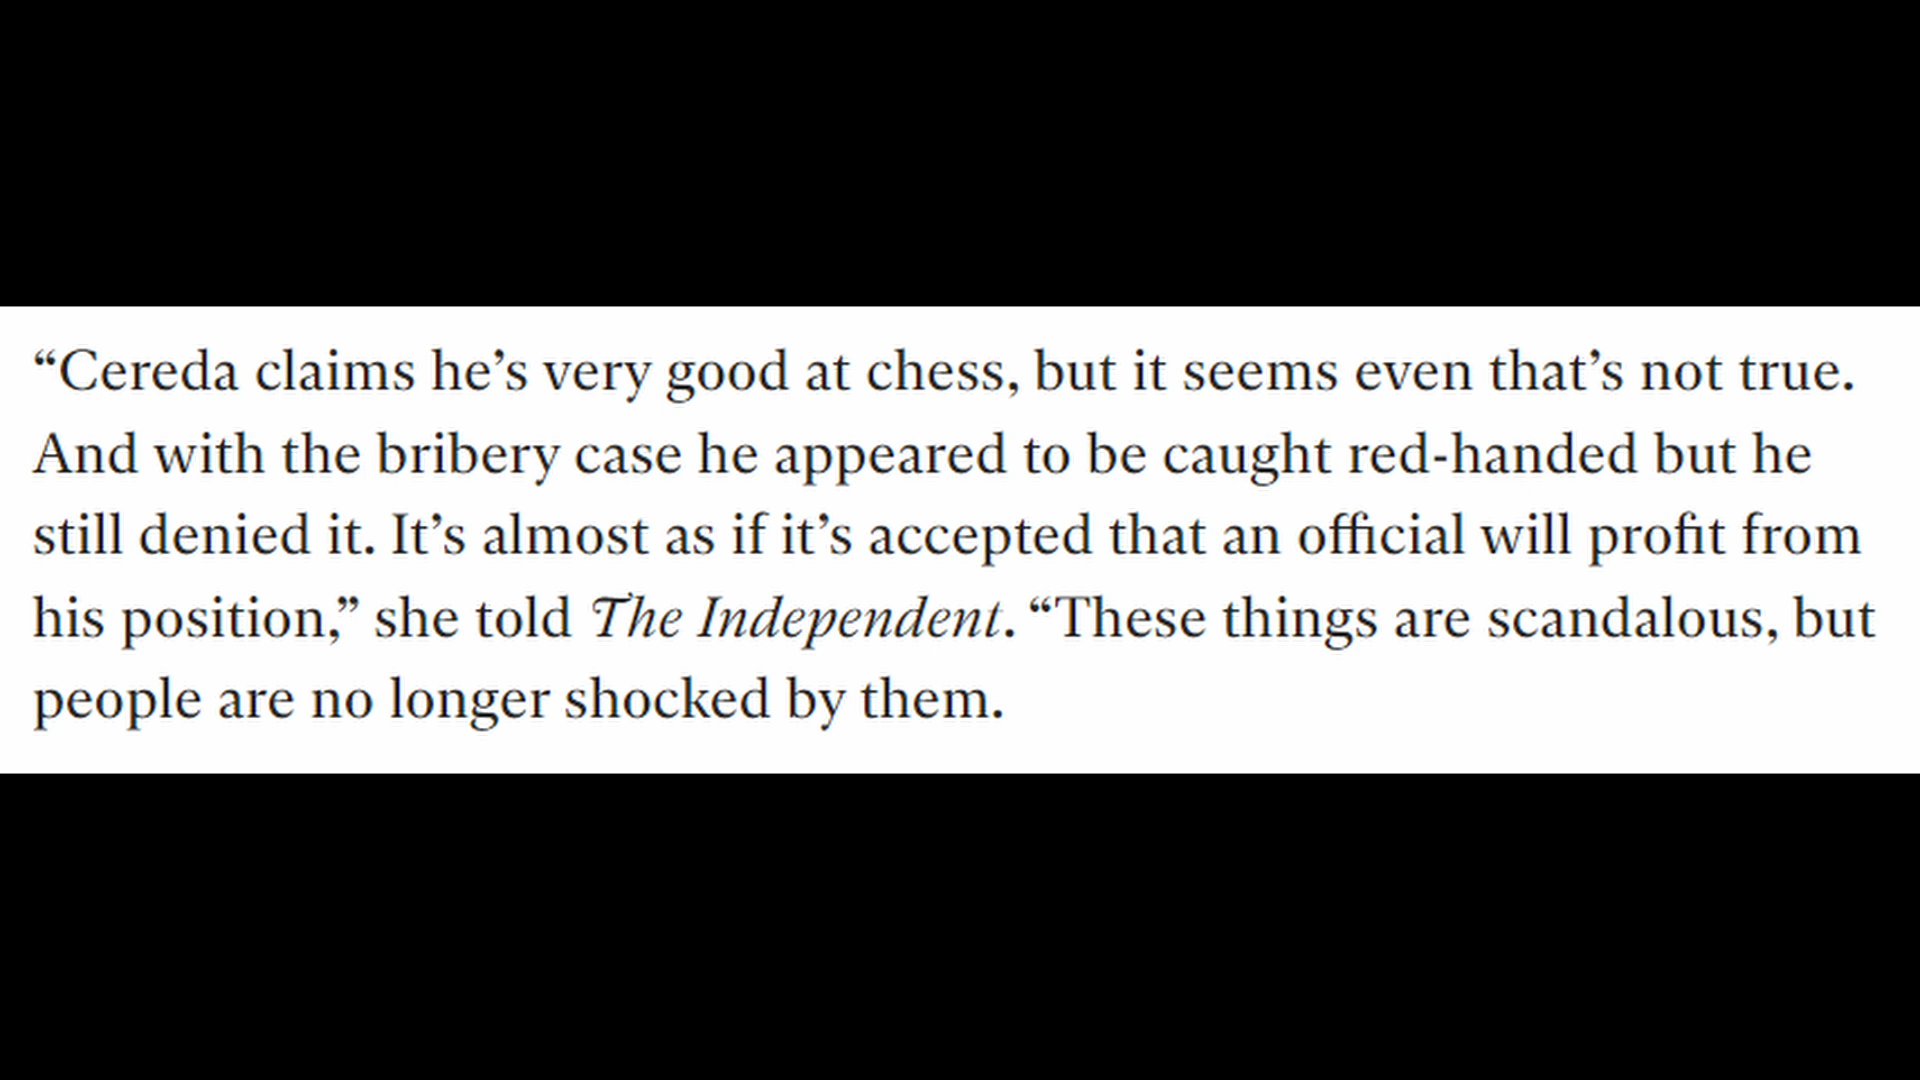 “Cereda claims he’s very good at chess, but it seems even that’s not true.
And with the bribery case he appeared to be caught red-handed but he
still denied it. It’s almost as if it’s accepted that an official will profit from
his position,” she told The Independent. “These things are scandalous, but
people are no longer shocked by them.